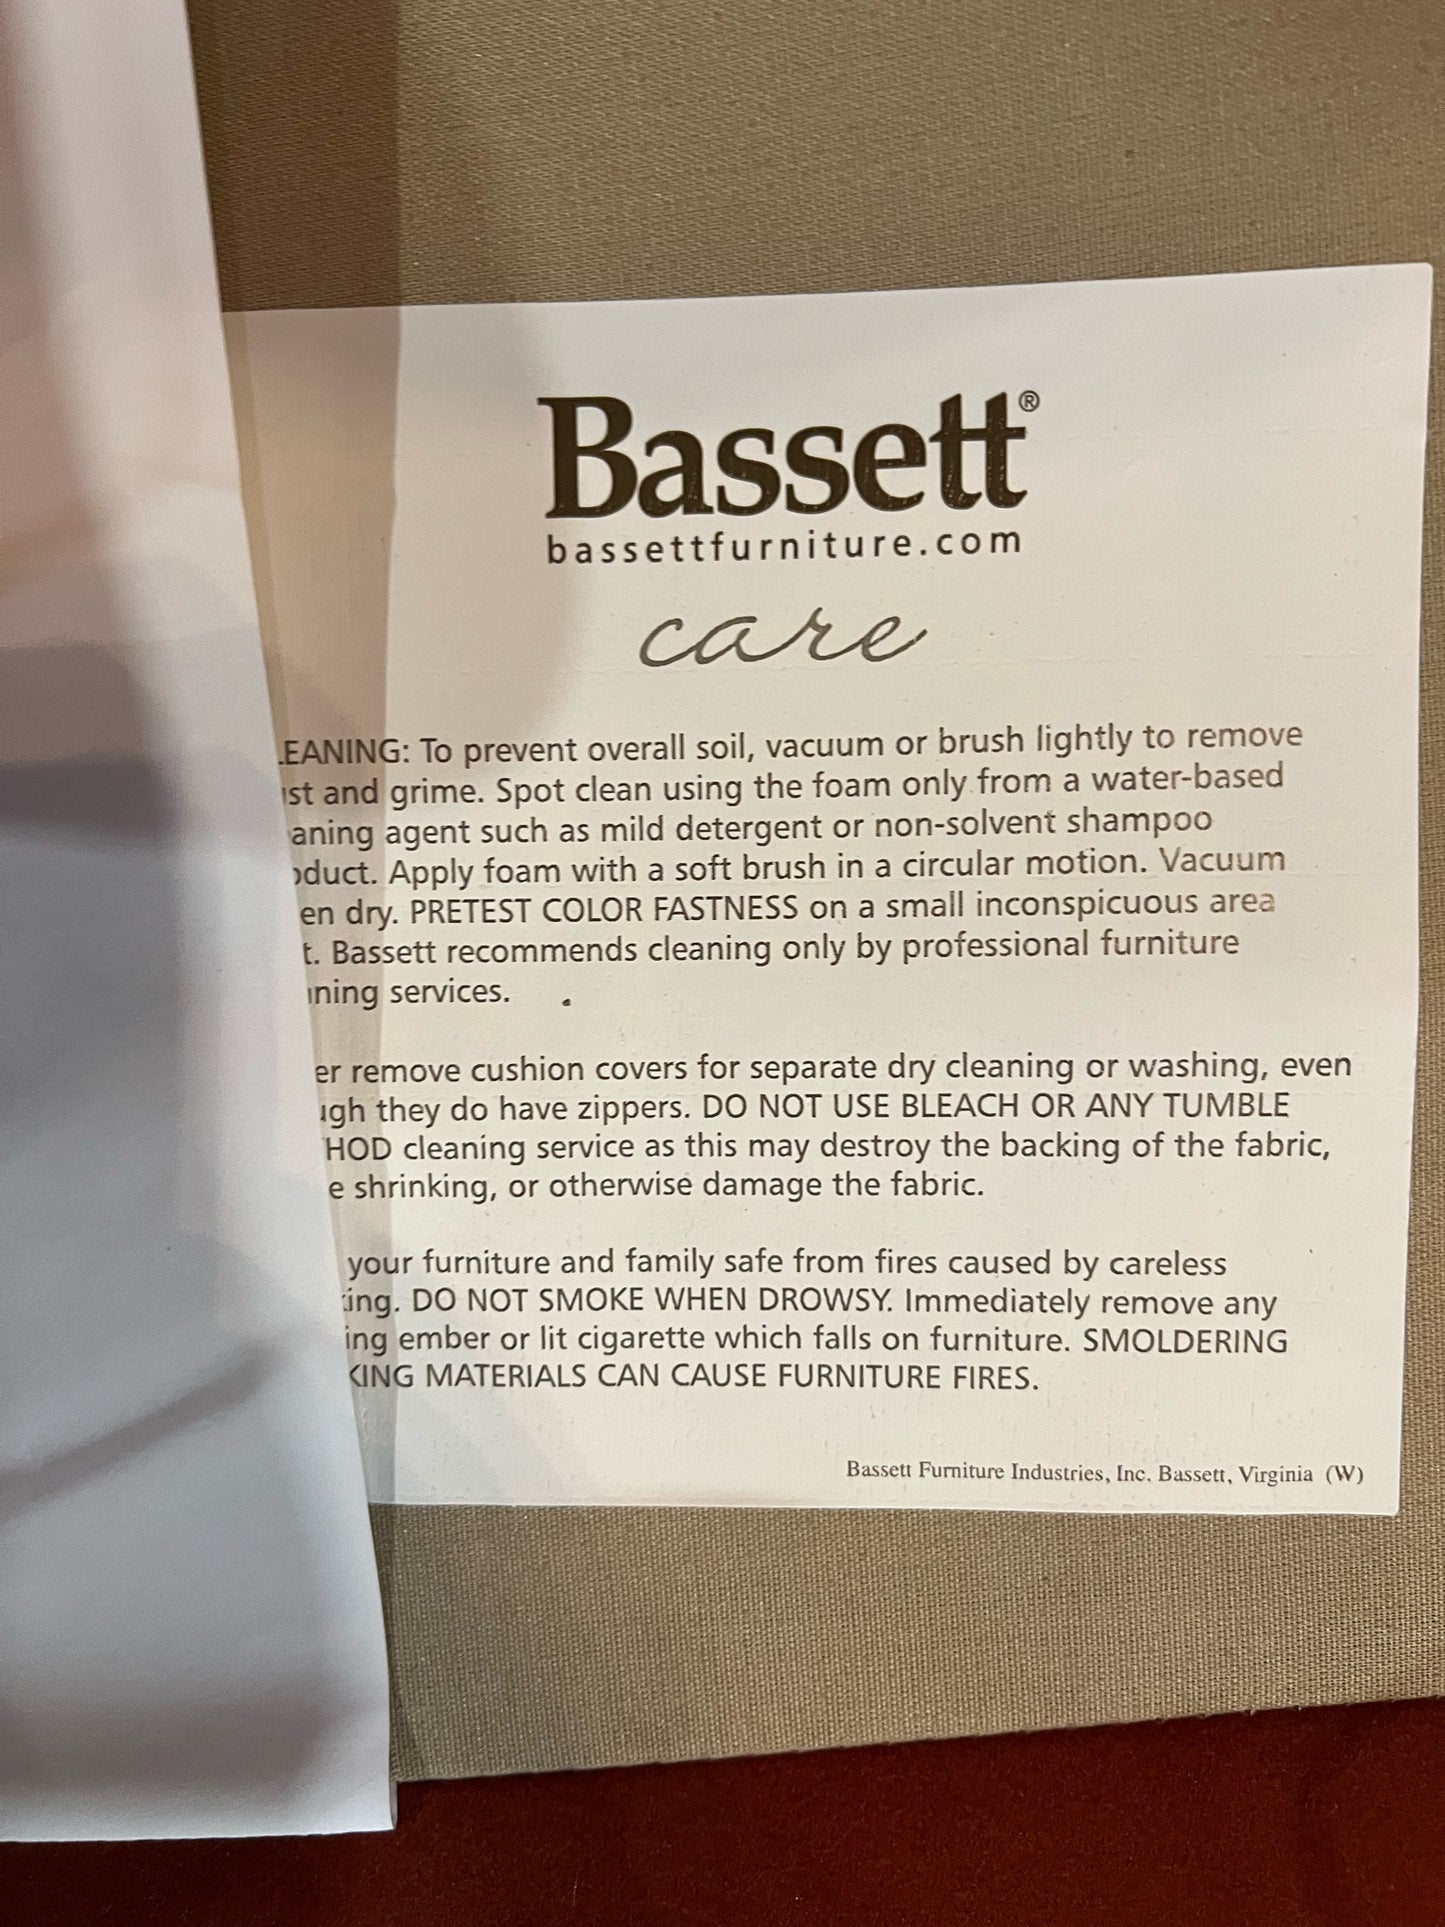 Bassett®
bassettfurniture.com
care
LEANING: To prevent overall soil, vacuum or brush lightly to remove
st and grime. Spot clean using the foam only from a water-based
aning agent such as mild detergent or non-solvent shampoo
duct. Apply foam with a soft brush in a circular motion. Vacuum
en dry. PRETEST COLOR FASTNESS on a small inconspicuous area
t. Bassett recommends cleaning only by professional furniture
ning services.
er remove cushion covers for separate dry cleaning or washing, even
ugh they do have zippers. DO NOT USE BLEACH OR ANY TUMBLE
HOD cleaning service as this may destroy the backing of the fabric,
e shrinking, or otherwise damage the fabric.
your furniture and family safe from fires caused by careless
king. DO NOT SMOKE WHEN DROWSY. Immediately remove any
ing ember or lit cigarette which falls on furniture. SMOLDERING
KING MATERIALS CAN CAUSE FURNITURE FIRES.
Bassett Furniture Industries, Inc. Bassett, Virginia (W)